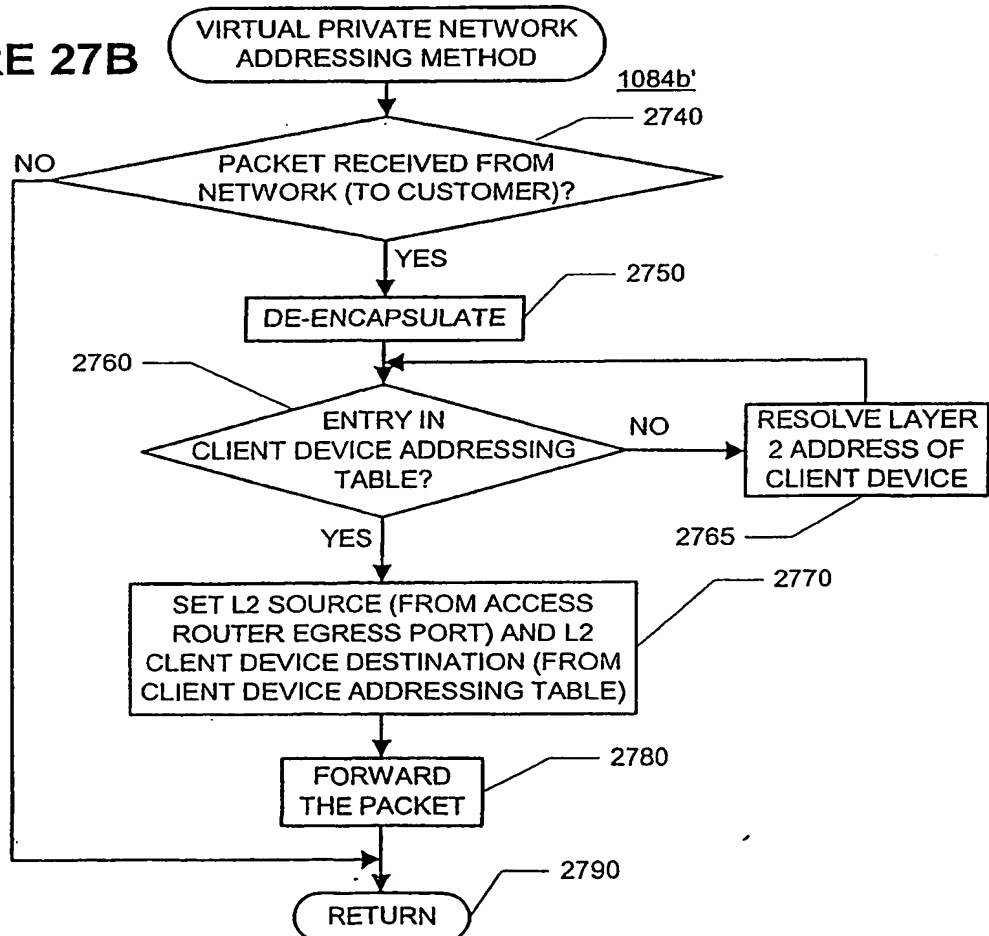 RE 27B
VIRTUAL PRIVATE NETWORK
ADDRESSING METHOD
1084b'
2740
NO
PACKET RECEIVED FROM
NETWORK (TO CUSTOMER)?
YES
2750
DE-ENCAPSULATE
2760
ENTRY IN
CLIENT DEVICE ADDRESSING
TABLE?
NO
RESOLVE LAYER
2 ADDRESS OF
CLIENT DEVICE
2765
YES
2770
SET L2 SOURCE (FROM ACCESS
ROUTER EGRESS PORT) AND L2
CLENT DEVICE DESTINATION (FROM
CLIENT DEVICE ADDRESSING TABLE)
2780
FORWARD
THE PACKET
2790
RETURN